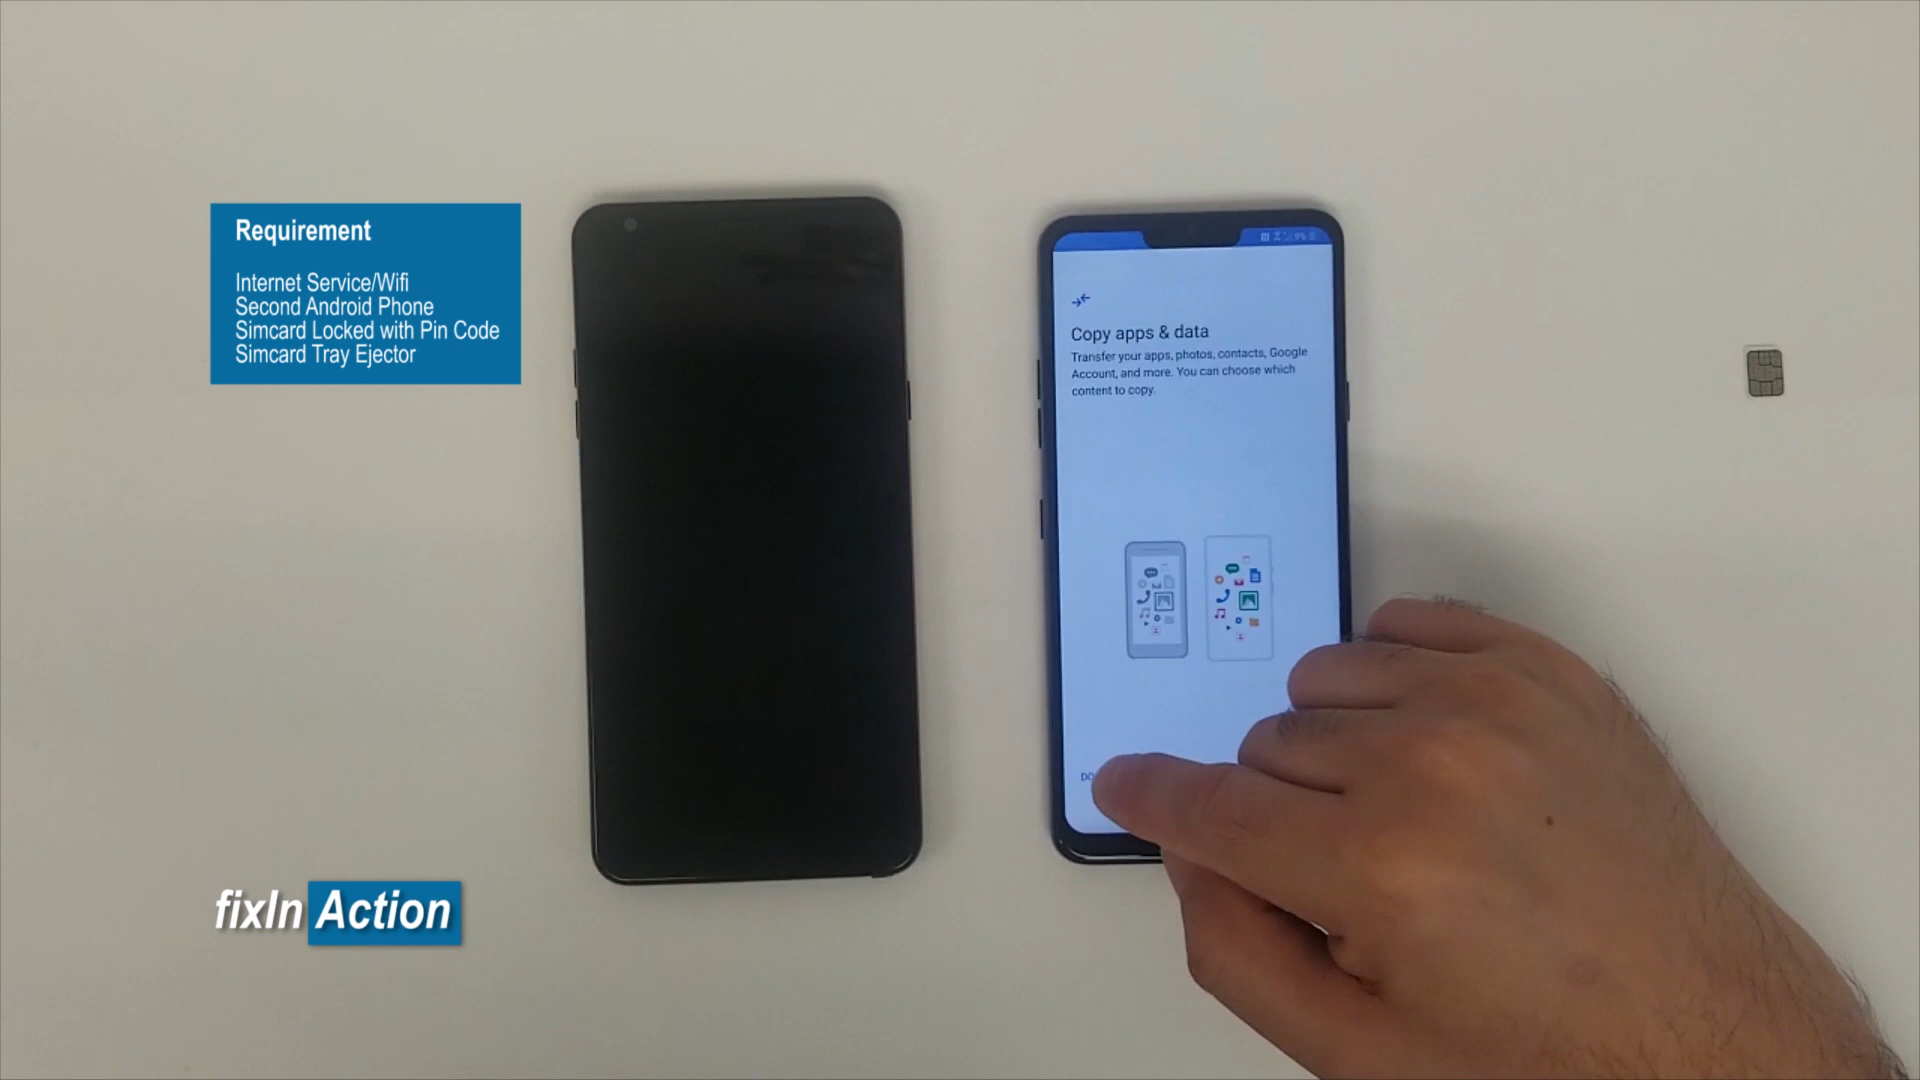 Requirement
Internet Service/Wifi
Second Android Phone
Simcard Locked with Pin Code
Simcard Tray Ejector
9%
Copy apps & data
Transfer your apps, photos, contacts, Google
Account, and more. You can choose which
content to copy.
fixIn Action